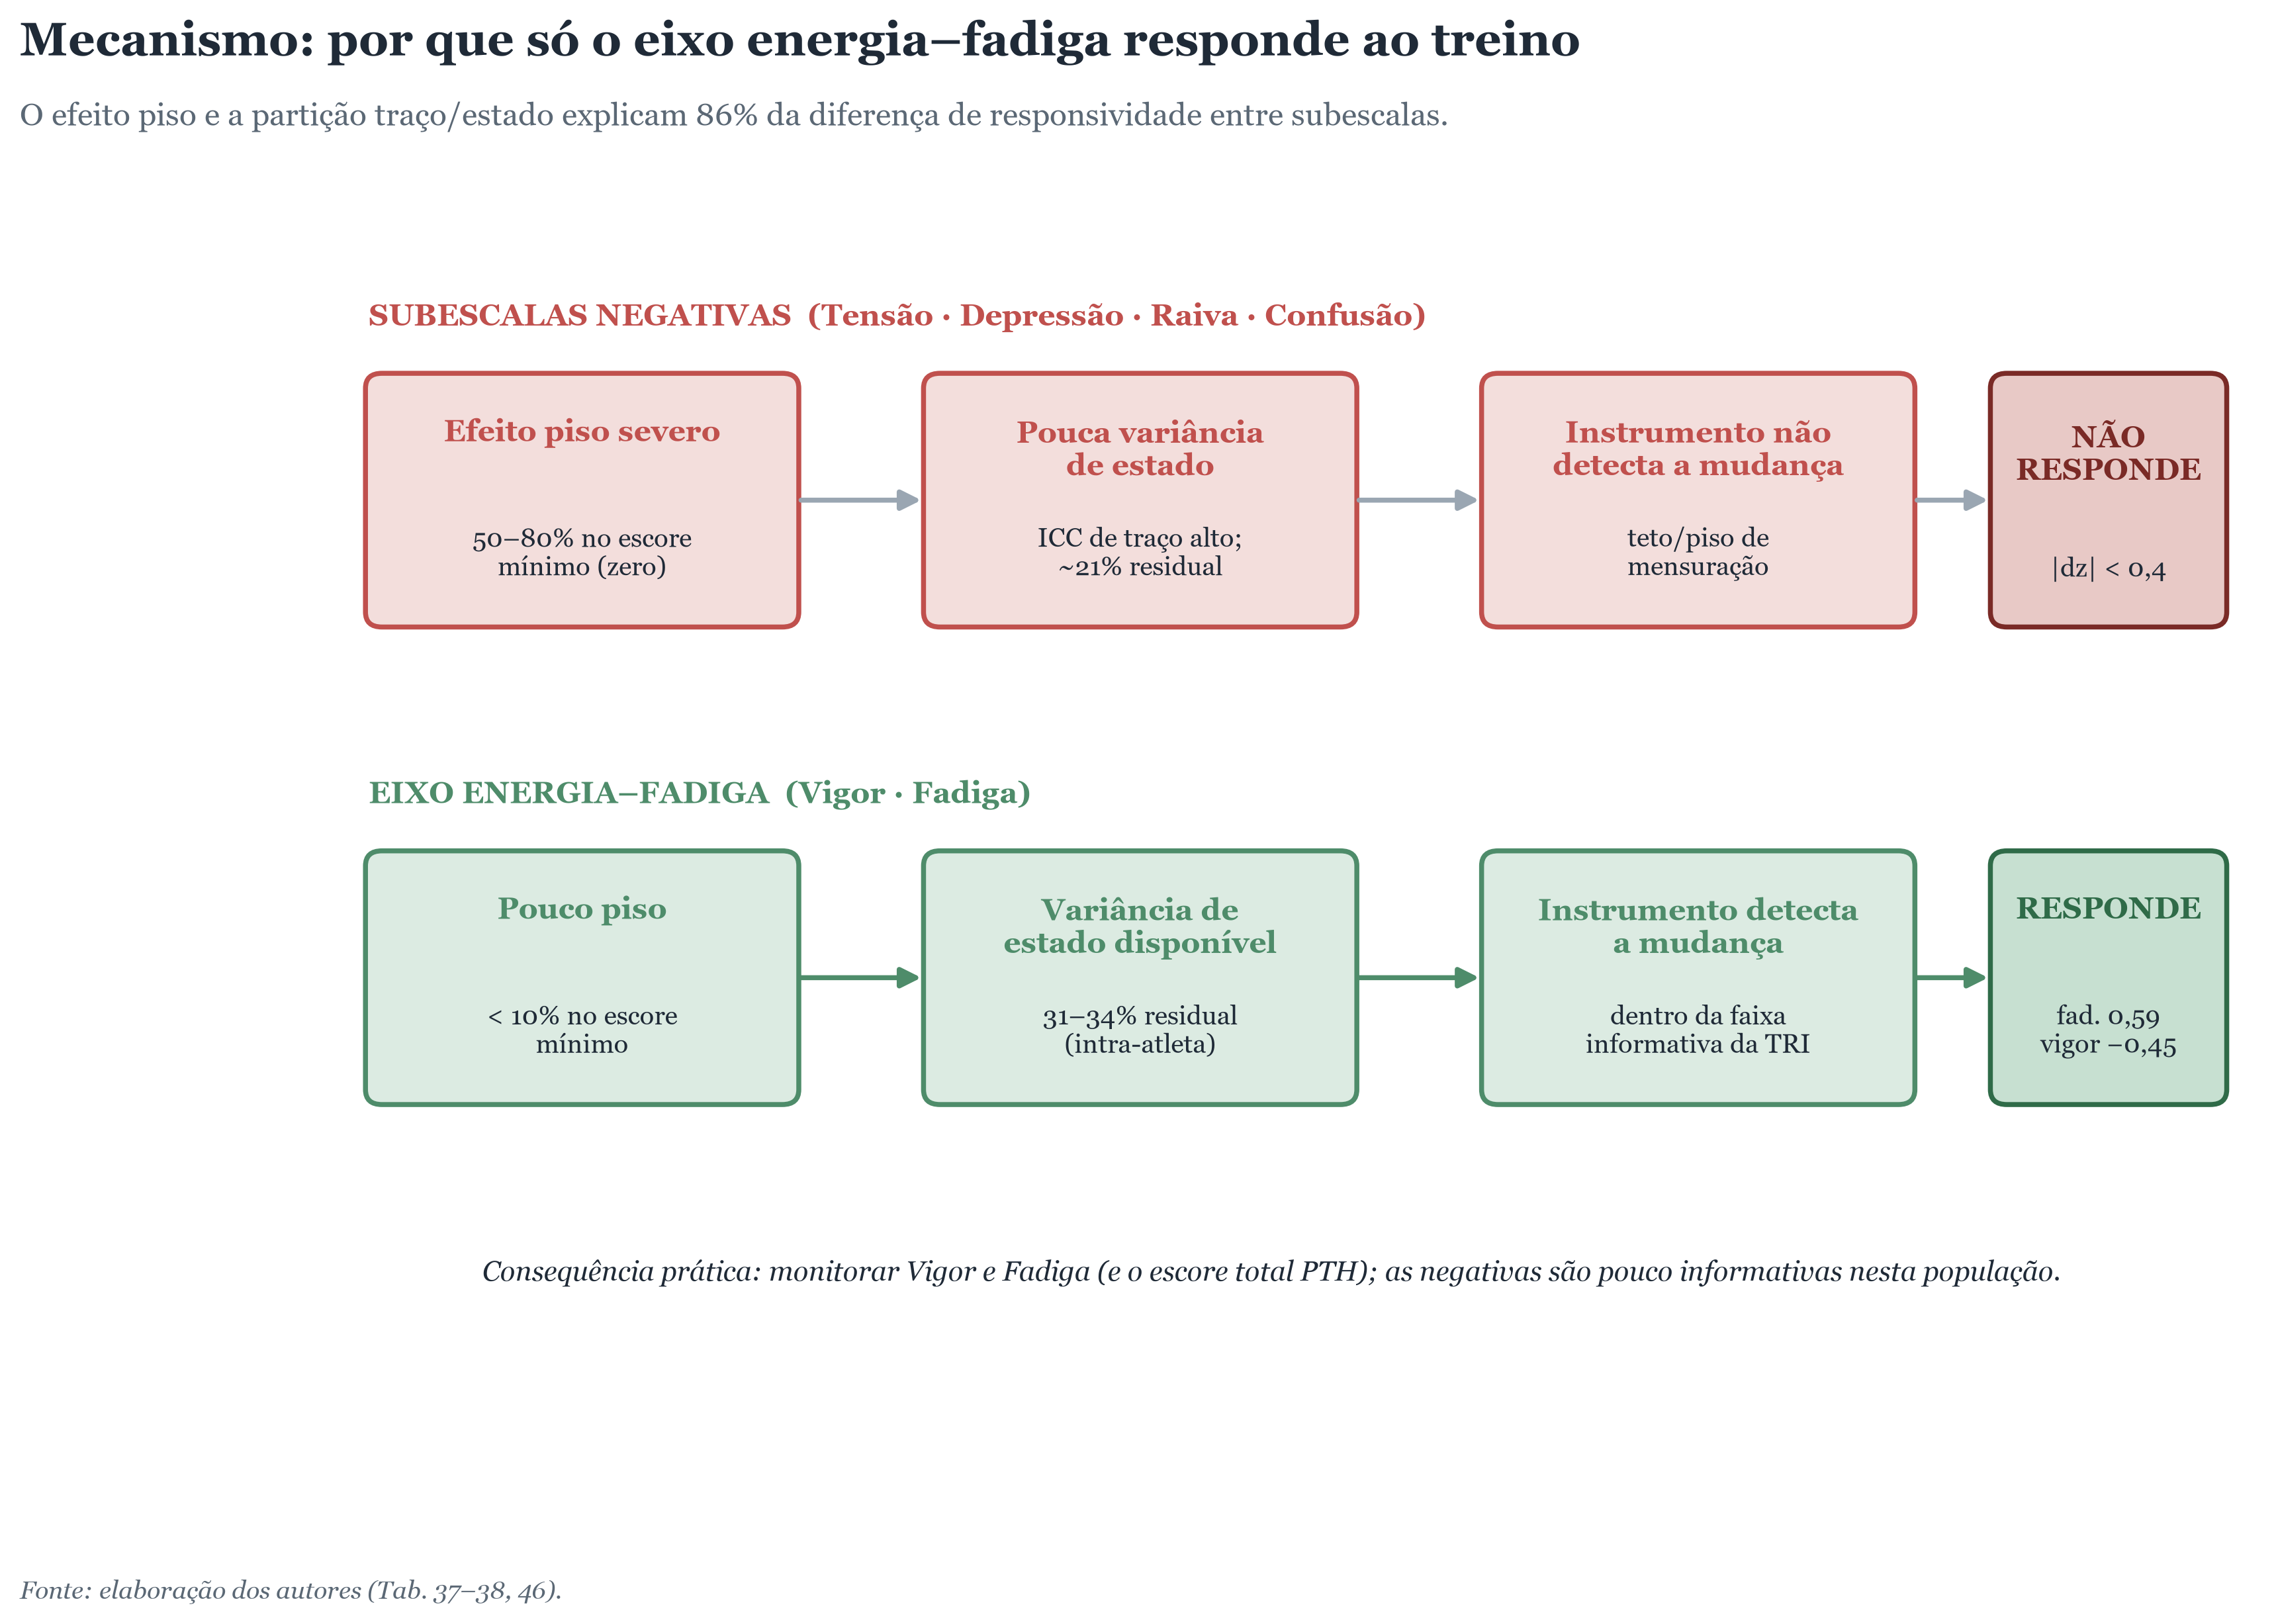 Mecanismo: por que só o eixo energia–fadiga responde ao treino
O efeito piso e a partição traço/estado explicam 86% da diferença de responsividade entre subescalas.
SUBESCALAS NEGATIVAS (Tensão · Depressão · Raiva · Confusão)
Efeito piso severo
50–80% no escore
mínimo (zero)
Pouca variância
de estado
ICC de traço alto;
~21% residual
Instrumento não
detecta a mudança
teto/piso de
mensuração
NÃO
RESPONDE
|dz| < 0,4
EIXO ENERGIA–FADIGA (Vigor · Fadiga)
Pouco piso
< 10% no escore
mínimo
Variância de
estado disponível
31–34% residual
(intra-atleta)
Instrumento detecta
a mudança
dentro da faixa
informativa da TRI
RESPONDE
fad. 0,59
vigor −0,45
Consequência prática: monitorar Vigor e Fadiga (e o escore total PTH); as negativas são pouco informativas nesta população.
Fonte: elaboração dos autores (Tab. 37–38, 46).